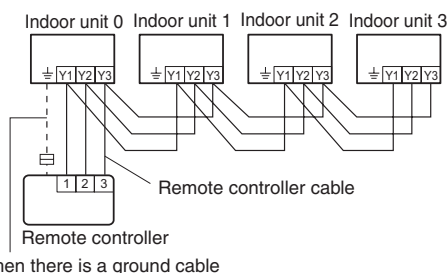 Indoor unit 0 Indoor unit 1 Indoor unit 2 Indoor unit 3
Y1 Y2 Y3 Y1 Y2 Y3 Y1 Y2 Y3 Y1 Y2 Y3
1 2 3
Remote controller cable
Remote controller
hen there is a ground cable